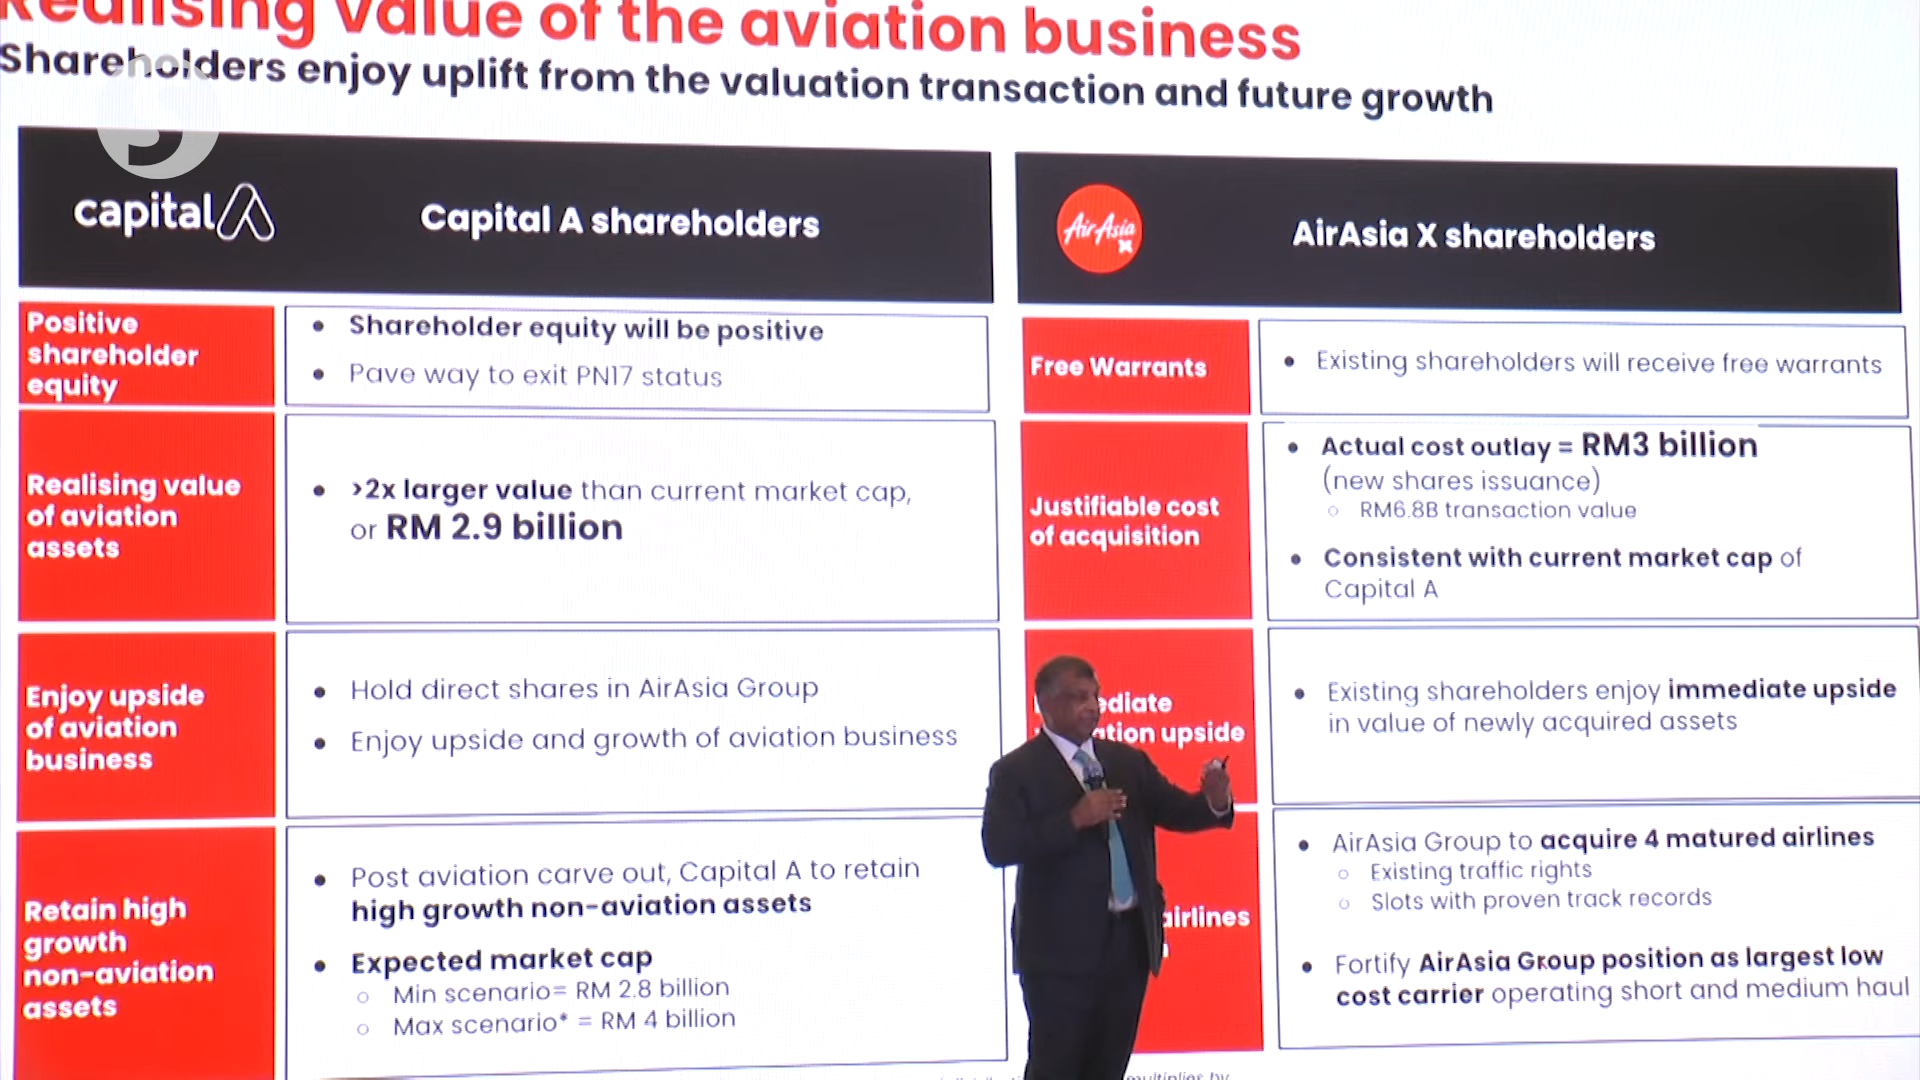 Realising value of the aviation business
Shareholders enjoy uplift from the valuation transaction and future growth
capital A
Capital A shareholders
Positive
shareholder
equity
Shareholder equity will be positive
Pave way to exit PN17 status
Realising value
of aviation
assets
>2x larger value than current market cap,
or RM 2.9 billion
Enjoy upside
of aviation
business
Hold direct shares in AirAsia Group
Enjoy upside and growth of aviation business
Retain high
growth
non-aviation
assets
Post aviation carve out, Capital A to retain
high growth non-aviation assets
Expected market cap
Min scenario= RM 2.8 billion
Max scenario* = RM 4 billion
AirAsia X
AirAsia X shareholders
Free Warrants
Existing shareholders will receive free warrants
Justifiable cost
of acquisition
Actual cost outlay = RM3 billion
(new shares issuance)
RM6.8B transaction value
Consistent with current market cap of
Capital A
upside
Existing shareholders enjoy immediate upside
in value of newly acquired assets
airlines
AirAsia Group to acquire 4 matured airlines
Existing traffic rights
Slots with proven track records
Fortify AirAsia Group position as largest low
cost carrier operating short and medium haul
multiplies by